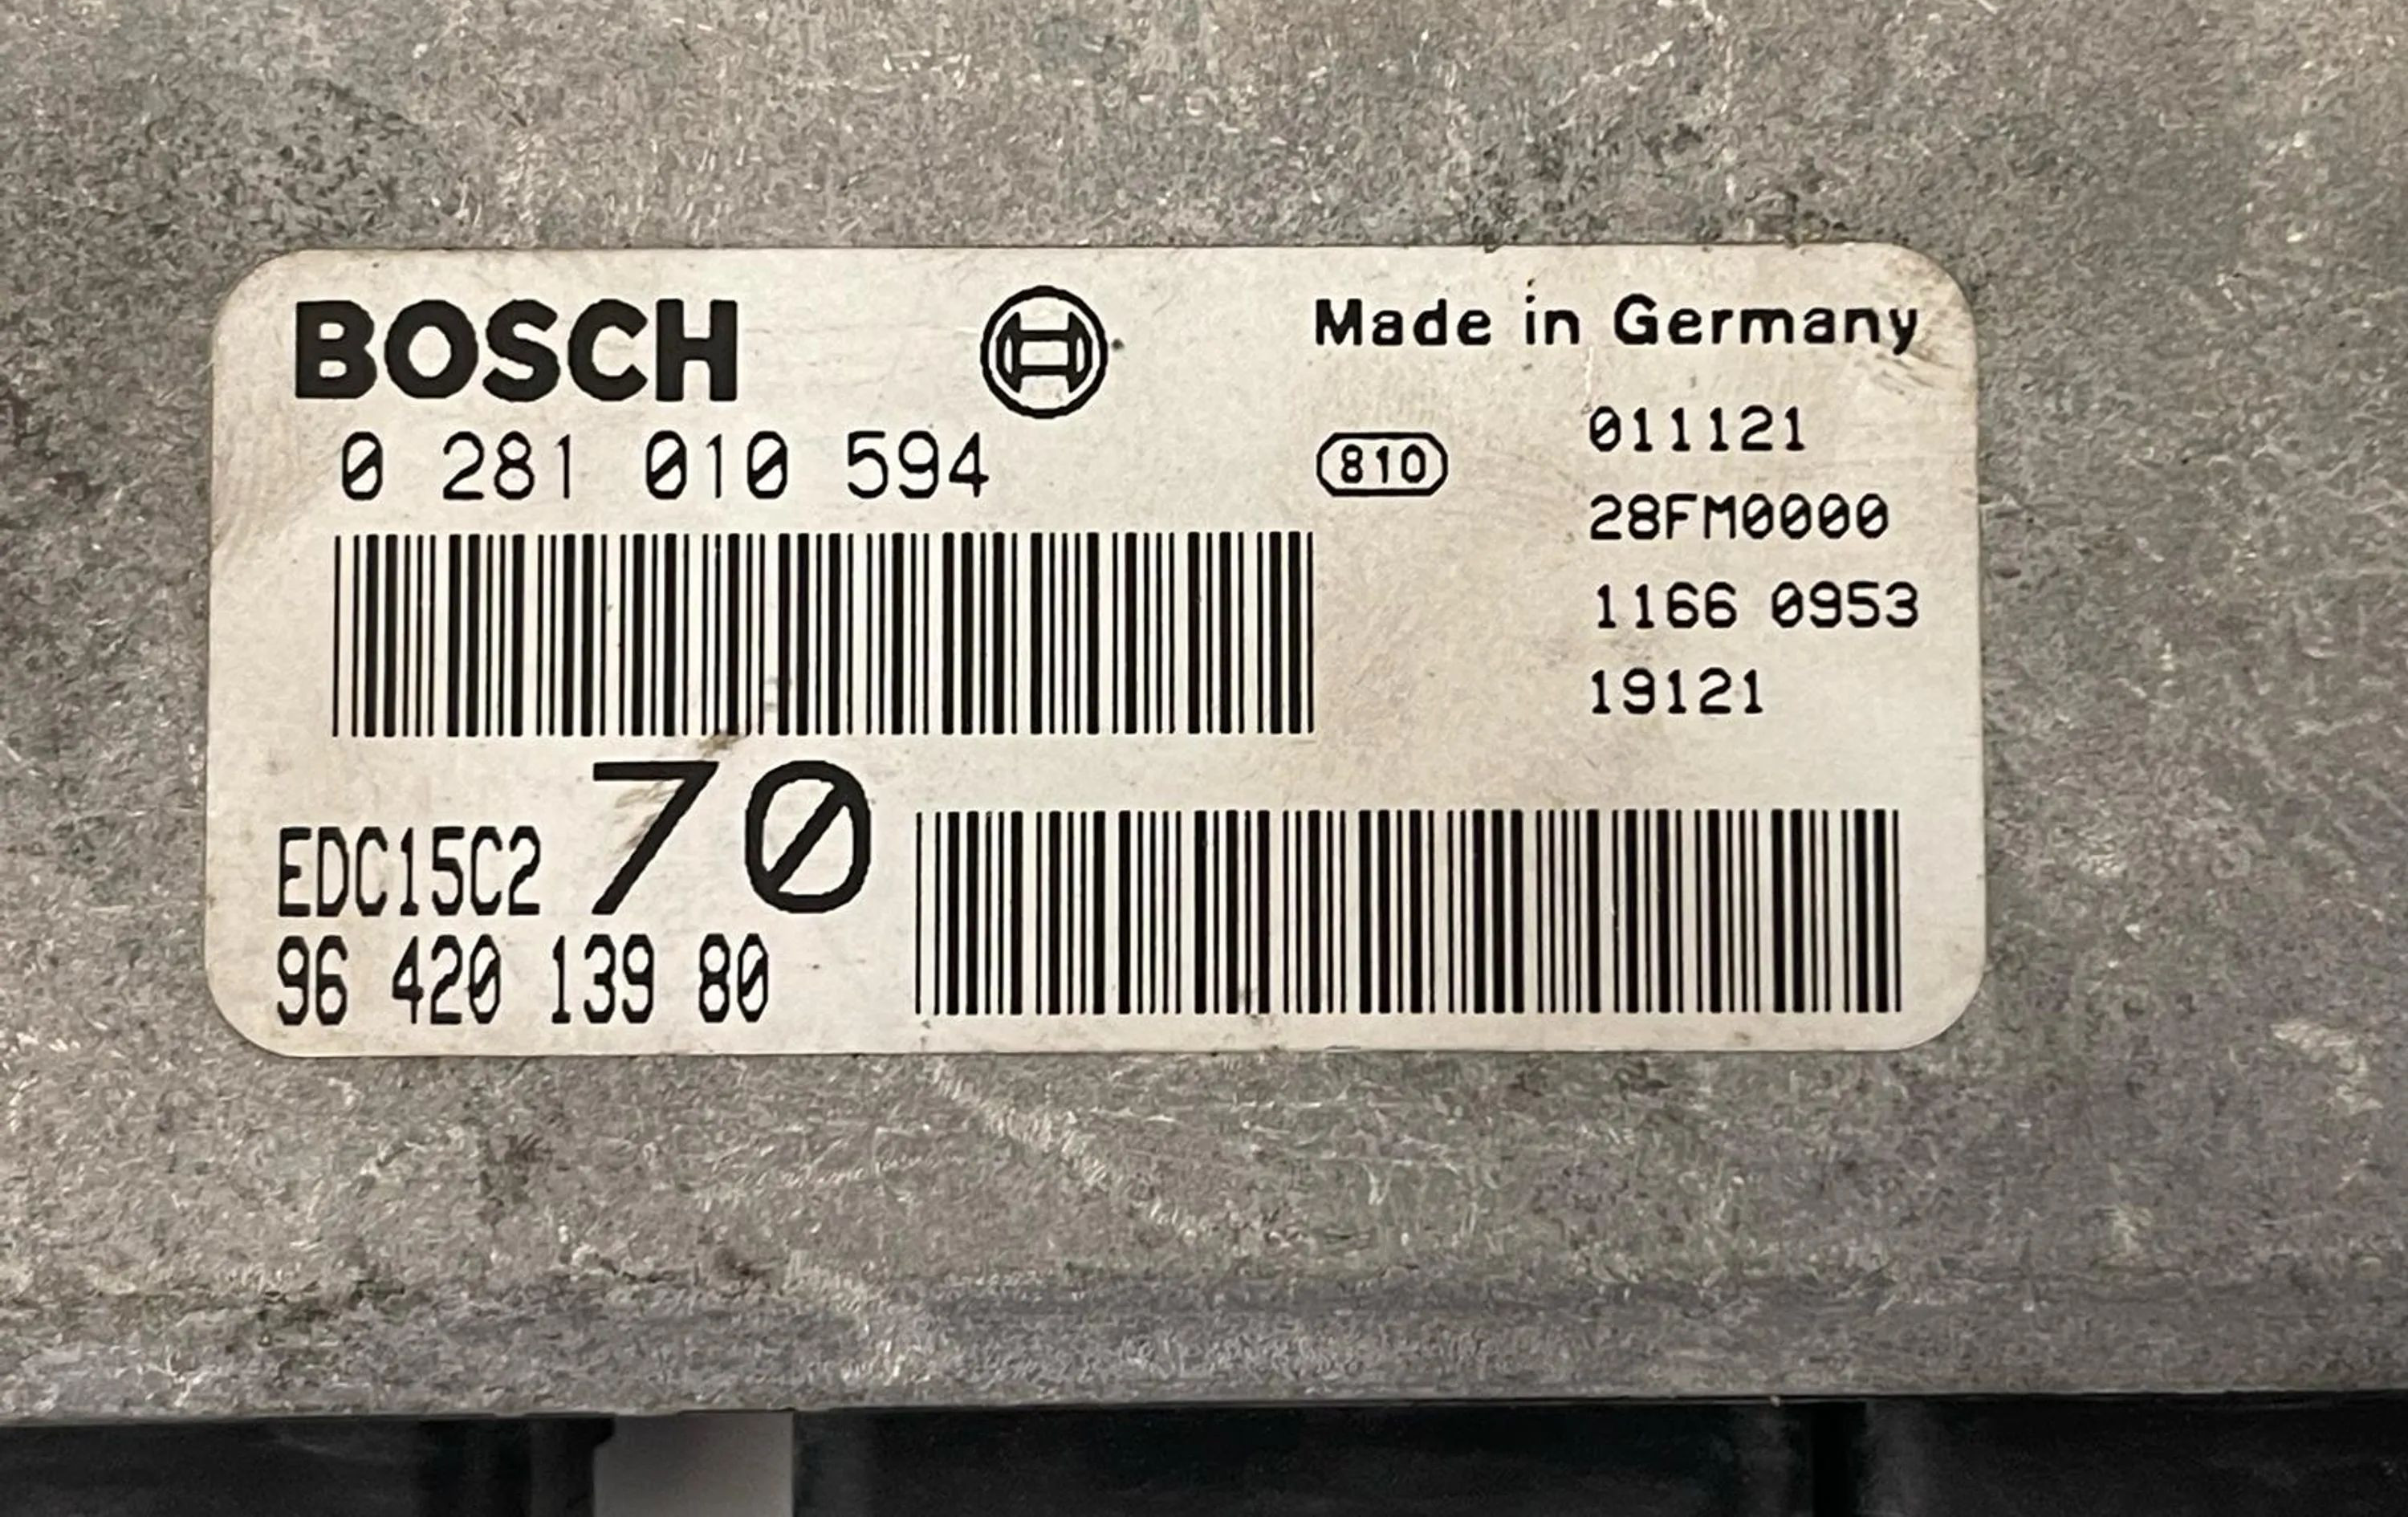 BOSCH
Made in Germany
0 281 010 594
810
011121
28FM0000
1166 0953
19121
EDC15C2
70
96 420 139 80